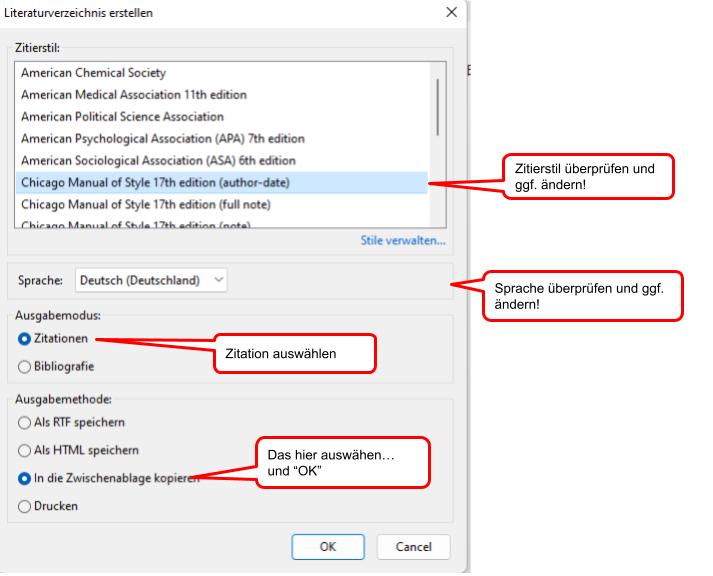 Literaturverzeichnis erstellen
Zitierstil:
American Chemical Society
American Medical Association 11th edition
American Political Science Association
American Psychological Association (APA) 7th edition
American Sociological Association (ASA) 6th edition
Chicago Manual of Style 17th edition (author-date)
Chicago Manual of Style 17th edition (full note)
Chicago Manual of Style 17th edition (note)
Stile verwalten...
Zitierstil überprüfen und
ggf. ändern!
Sprache: Deutsch (Deutschland)
Sprache überprüfen und ggf.
ändern!
Ausgabemodus:
Zitationen
Zitation auswählen
Bibliografie
Ausgabemethode:
Als RTF speichern
Als HTML speichern
In die Zwischenablage kopieren
Das hier auswähen…
und “OK”
Drucken
OK Cancel